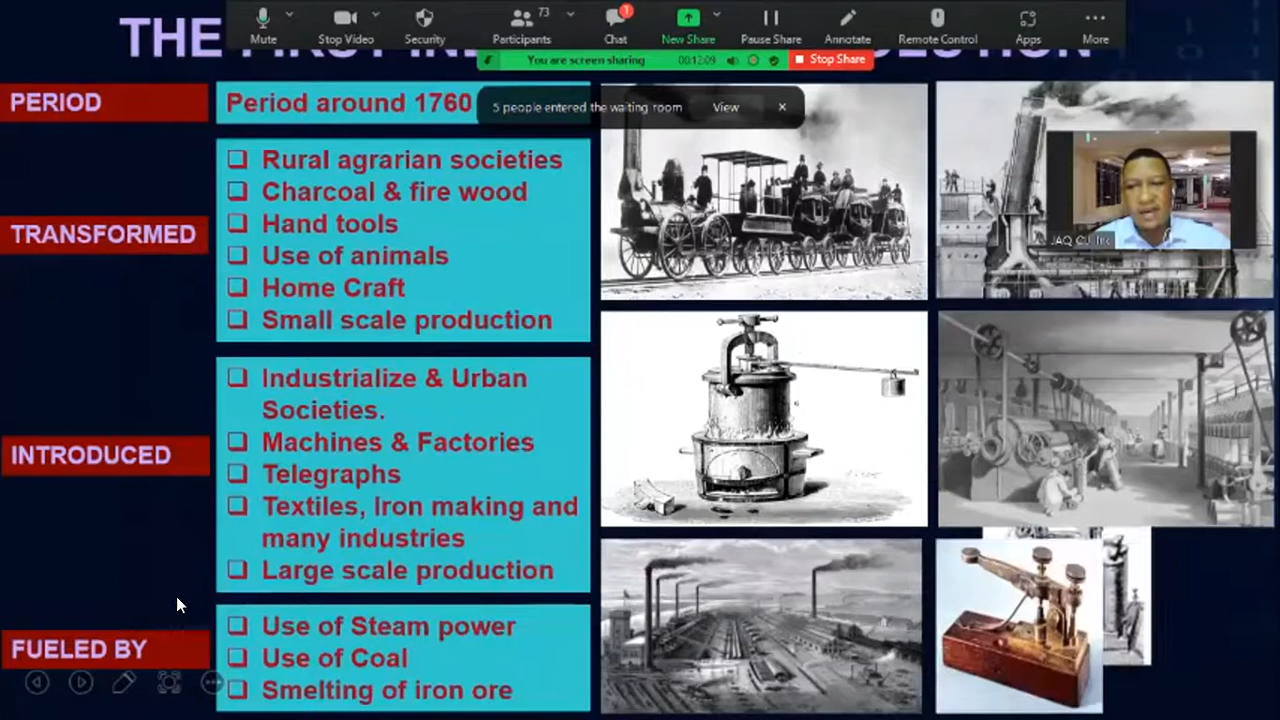 Mute
Stop Video
Security
Participants
73
Chat
1
New Share
Pause Share
Annotate
Remote Control
Apps
More
You are screen sharing
00:12:09
Stop Share
5 people entered the waiting room
View
THE
PERIOD
Period around 1760
TRANSFORMED
❑ Rural agrarian societies
❑ Charcoal & fire wood
❑ Hand tools
❑ Use of animals
❑ Home Craft
❑ Small scale production
INTRODUCED
❑ Industrialize & Urban
Societies.
❑ Machines & Factories
❑ Telegraphs
❑ Textiles, Iron making and
many industries
❑ Large scale production
FUELED BY
❑ Use of Steam power
❑ Use of Coal
❑ Smelting of iron ore